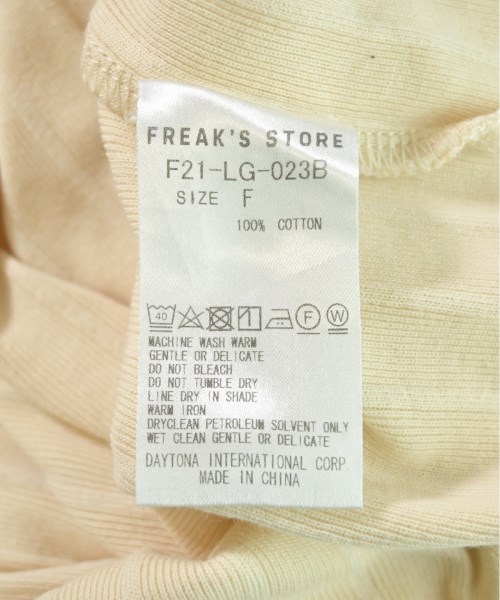 FREAK'S STORE
F21-LG-023B
SIZE F
100% COTTON
40 F W
MACHINE WASH WARM
GENTLE OR DELICATE
DO NOT BLEACH
DO NOT TUMBLE DRY
LINE DRY IN SHADE
WARM IRON
DRYCLEAN PETROLEUM SOLVENT ONLY
WET CLEAN GENTLE OR DELICATE
DAYTONA INTERNATIONAL CORP.
MADE IN CHINA